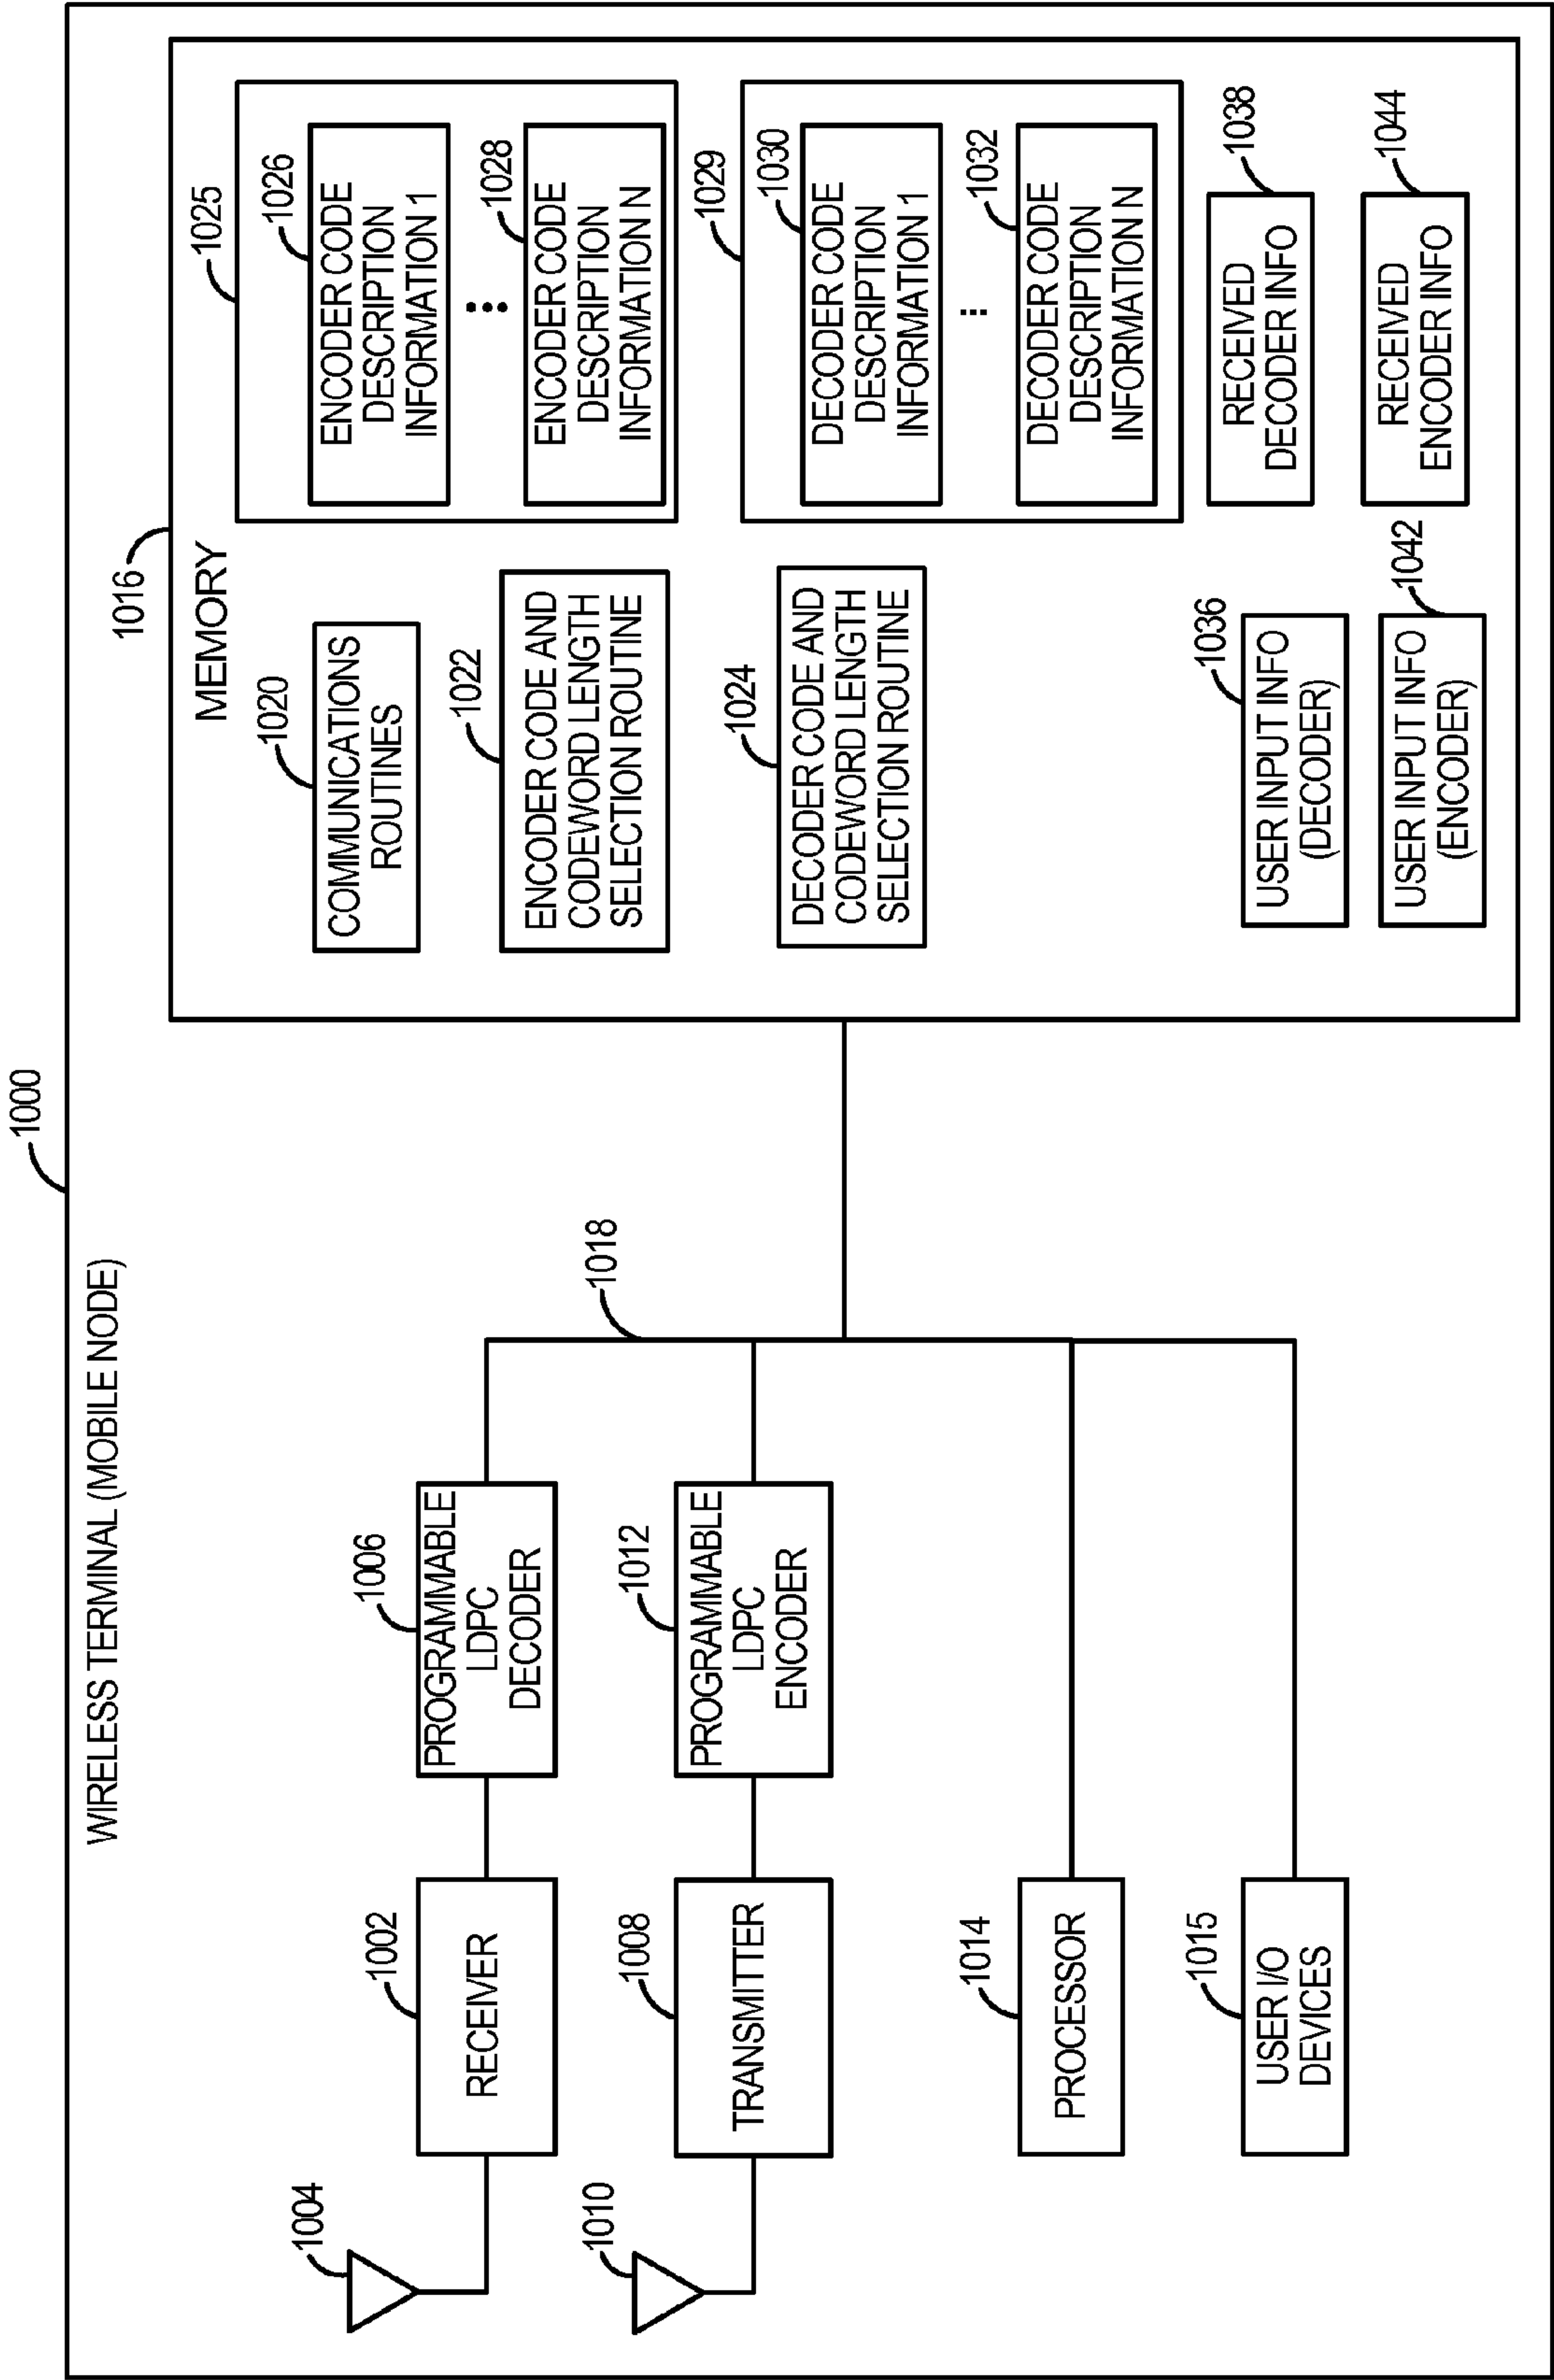 1000
WIRELESS TERMINAL (MOBILE NODE)
1004
1002
RECEIVER
1006
PROGRAMMABLE
LDPC
DECODER
1010
1008
TRANSMITTER
1012
PROGRAMMABLE
LDPC
ENCODER
1018
1014
PROCESSOR
1015
USER I/O
DEVICES
1016
MEMORY
1020
COMMUNICATIONS
ROUTINES
1022
ENCODER CODE AND
CODEWORD LENGTH
SELECTION ROUTINE
1024
DECODER CODE AND
CODEWORD LENGTH
SELECTION ROUTINE
1025
1026
ENCODER CODE
DESCRIPTION
INFORMATION 1
1028
ENCODER CODE
DESCRIPTION
INFORMATION N
1029
1030
DECODER CODE
DESCRIPTION
INFORMATION 1
1032
DECODER CODE
DESCRIPTION
INFORMATION N
1036
USER INPUT INFO
(DECODER)
1038
RECEIVED
DECODER INFO
1042
USER INPUT INFO
(ENCODER)
1044
RECEIVED
ENCODER INFO